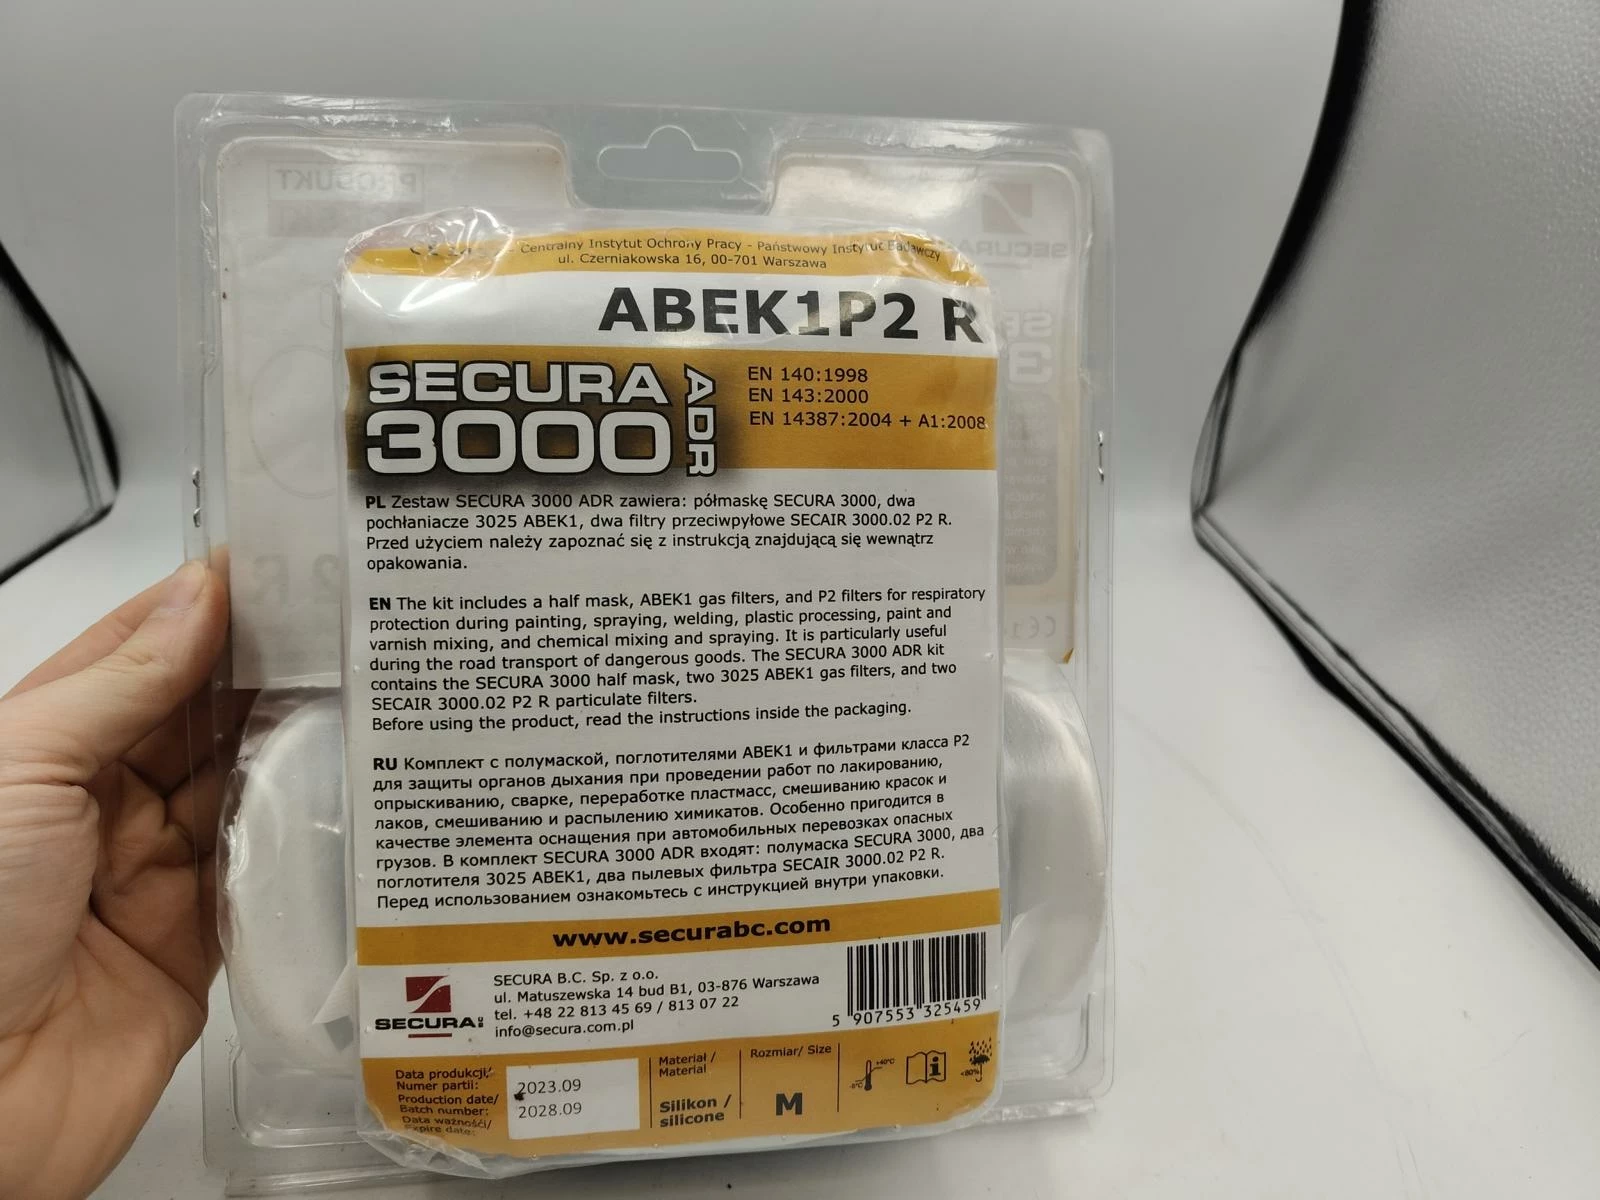 PRODUKT
SECURA
Centralny Instytut Ochrony Pracy - Państwowy Instytut Badawczy
ul. Czerniakowska 16, 00-701 Warszawa
ABEK1P2 R
SECURA
3000
ADR
EN 140:1998
EN 143:2000
EN 14387:2004 + A1:2008
PL Zestaw SECURA 3000 ADR zawiera: półmaskę SECURA 3000, dwa
pochłaniacze 3025 ABEK1, dwa filtry przeciwpyłowe SECAIR 3000.02 P2 R.
Przed użyciem należy zapoznać się z instrukcją znajdującą się wewnątrz
opakowania.
EN The kit includes a half mask, ABEK1 gas filters, and P2 filters for respiratory
protection during painting, spraying, welding, plastic processing, paint and
varnish mixing, and chemical mixing and spraying. It is particularly useful
during the road transport of dangerous goods. The SECURA 3000 ADR kit
contains the SECURA 3000 half mask, two 3025 ABEK1 gas filters, and two
SECAIR 3000.02 P2 R particulate filters.
Before using the product, read the instructions inside the packaging.
RU Комплект с полумаской, поглотителями ABEK1 и фильтрами класса P2
для защиты органов дыхания при проведении работ по лакированию,
опрыскиванию, сварке, переработке пластмасс, смешиванию красок и
лаков, смешиванию и распылению химикатов. Особенно пригодится в
качестве элемента оснащения при автомобильных перевозках опасных
грузов. В комплект SECURA 3000 ADR входят: полумаска SECURA 3000, два
поглотителя 3025 ABEK1, два пылевых фильтра SECAIR 3000.02 P2 R.
Перед использованием ознакомьтесь с инструкцией внутри упаковки.
www.securabc.com
SECURA B.C. Sp. z o.o.
ul. Matuszewska 14 bud B1, 03-876 Warszawa
tel. +48 22 813 45 69 / 813 07 22
info@secura.com.pl
SECURA BC
5 907553 325459
Data produkcji/
Numer partii:
Production date/
Batch number:
Data ważności/
Expire date:
2023.09
2028.09
Materiał /
Material
Silikon /
silicone
Rozmiar/ Size
M
+40°C
-5°C
<80%